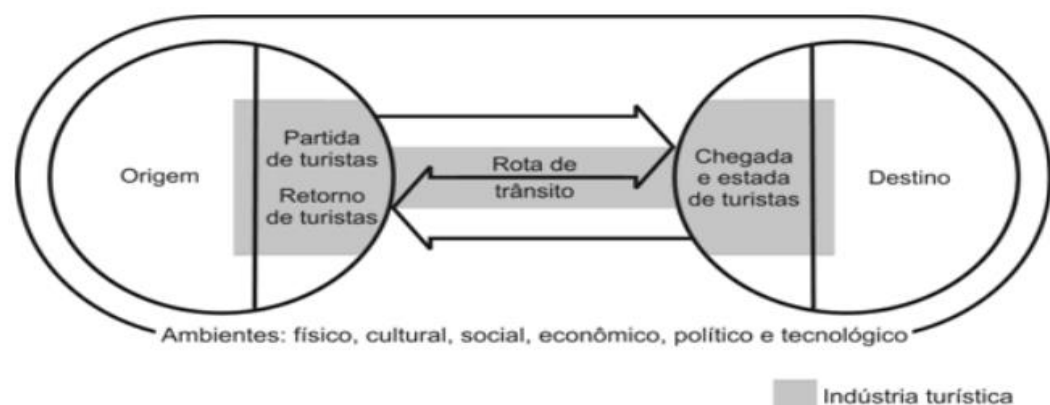 Origem
Partida
de turistas
Retorno
de turistas
Rota de
trânsito
Chegada
e estada
de turistas
Destino
Ambientes: físico, cultural, social, econômico, político e tecnológico
Indústria turística